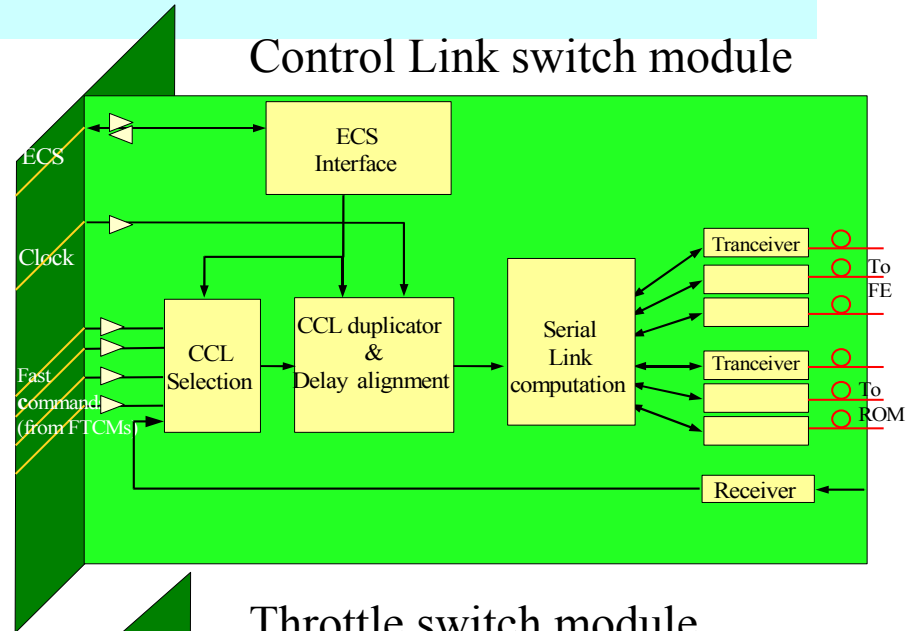 Control Link switch module
ECS
Interface
ECS
Clock
Tranceiver
To
FE
CCL
Selection
CCL duplicator
&
Delay alignment
Serial
Link
computation
Tranceiver
To
ROM
Fast
command
(from FTCMs)
Receiver
Throttle switch module